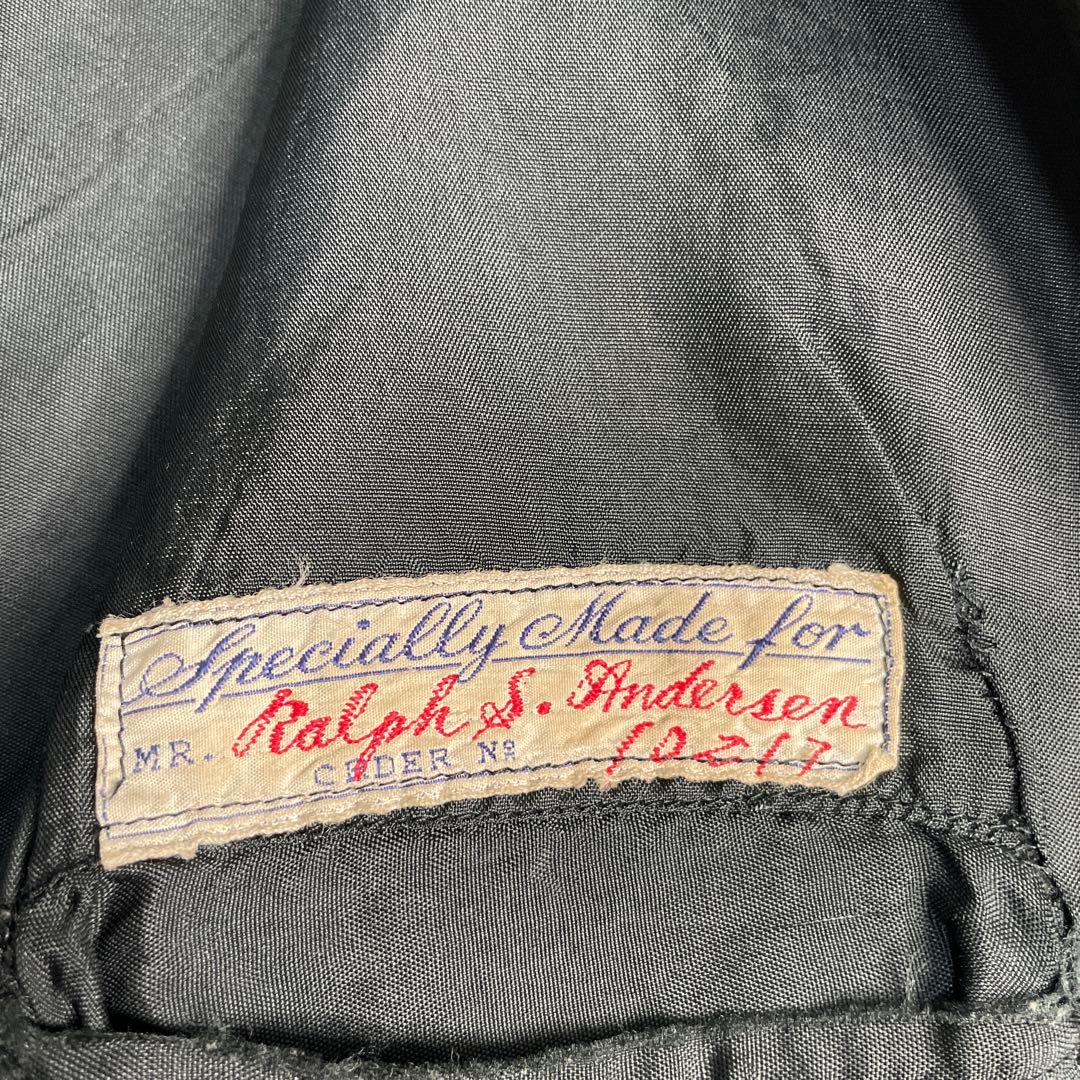 Specially Made for
MR. Ralph S. Andersen
ORDER Nº 10217